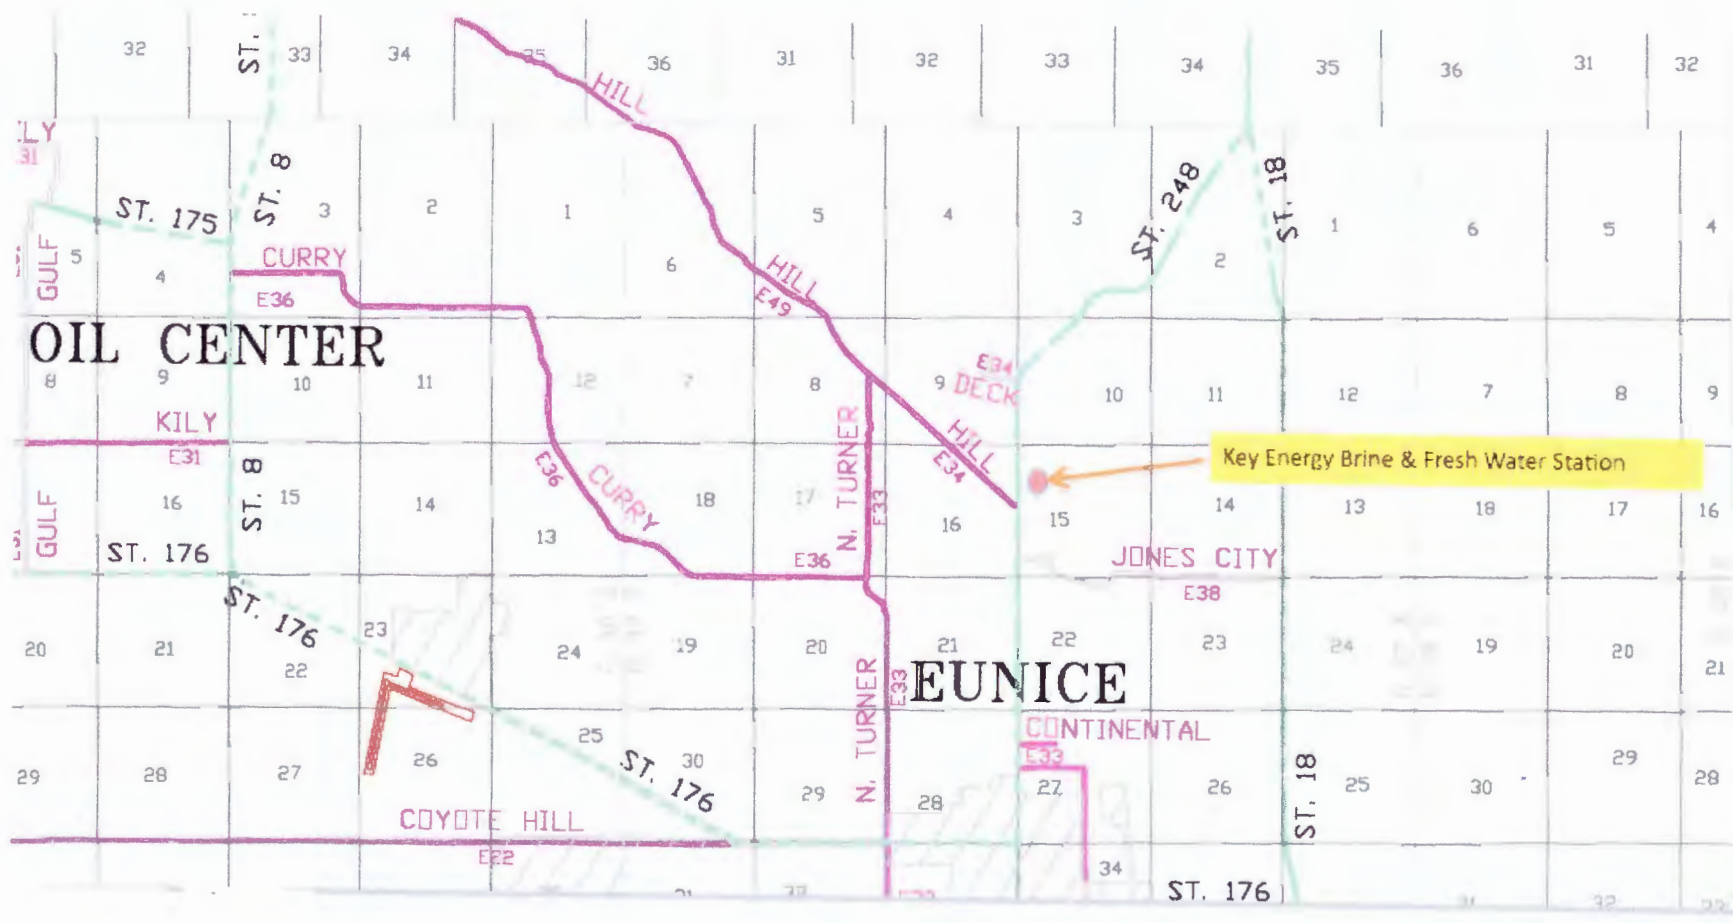 32
ST.
33
34
35
36
31
32
33
34
35
36
31
32
HILL
31
ST. 8
ST. 175
3
2
1
5
4
3
ST. 248
ST. 18
1
6
5
4
GULF
5
4
CURRY
E36
6
HILL
E49
2
OIL CENTER
8
9
10
11
12
7
8
9
E34
DECK
10
11
12
7
8
9
KILY
E31
N. TURNER
E33
HILL
E34
Key Energy Brine & Fresh Water Station
GULF
16
ST. 8
15
14
E36
CURRY
13
18
17
16
15
14
13
18
17
16
ST. 176
E36
JONES CITY
E38
ST. 176
20
21
22
23
24
19
20
21
22
23
24
19
20
21
N. TURNER
E33
EUNICE
CONTINENTAL
E33
29
28
27
26
25
30
29
28
27
26
25
30
29
28
ST. 176
ST. 18
COYOTE HILL
E22
34
ST. 176